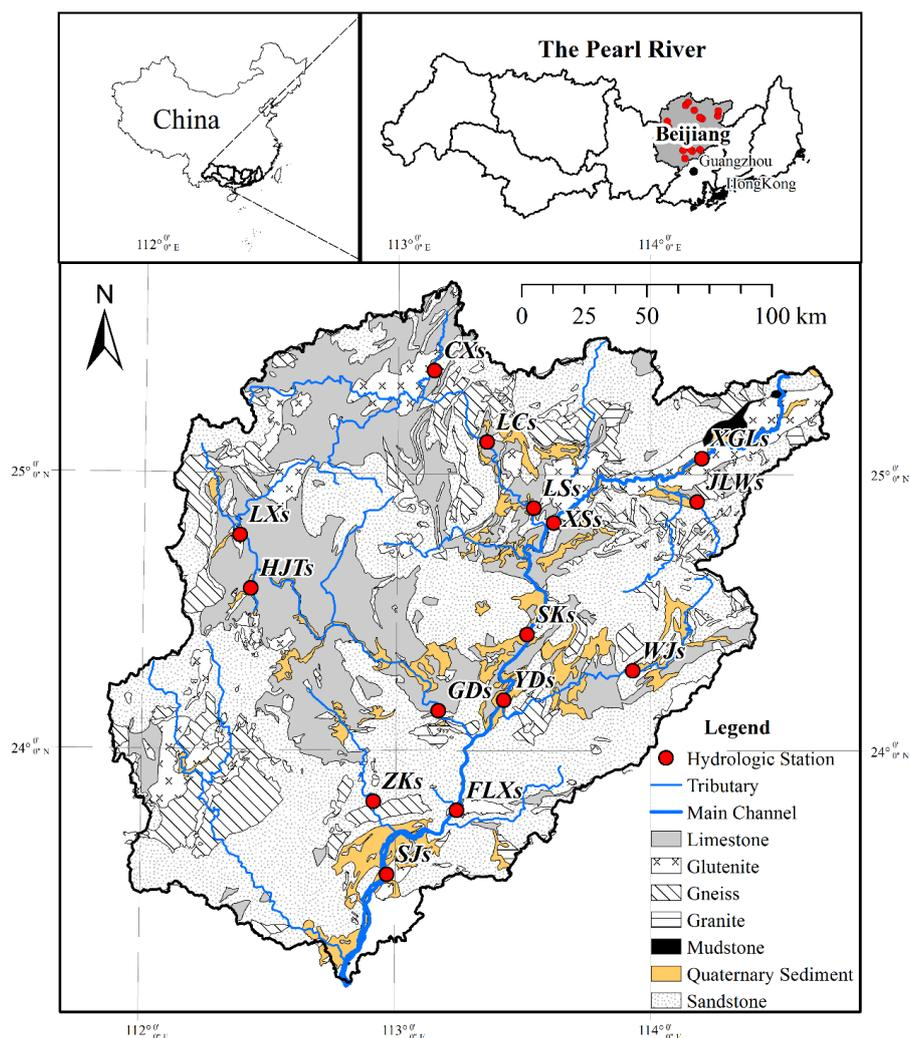 The Pearl River
China
Beijiang
Guangzhou
HongKong
112°0′0″E
113°0′0″E
114°0′0″E
N
0 25 50 100 km
CXs
LCs
XGLs
25°0′0″N
25°0′0″N
JLWs
LSs
LXs
XSs
HJTs
SKs
WJs
GDs
YDs
24°0′0″N
24°0′0″N
ZKs
FLXs
SJs
Legend
Hydrologic Station
Tributary
Main Channel
Limestone
Glutenite
Gneiss
Granite
Mudstone
Quaternary Sediment
Sandstone
112°0′0″E
113°0′0″E
114°0′0″E